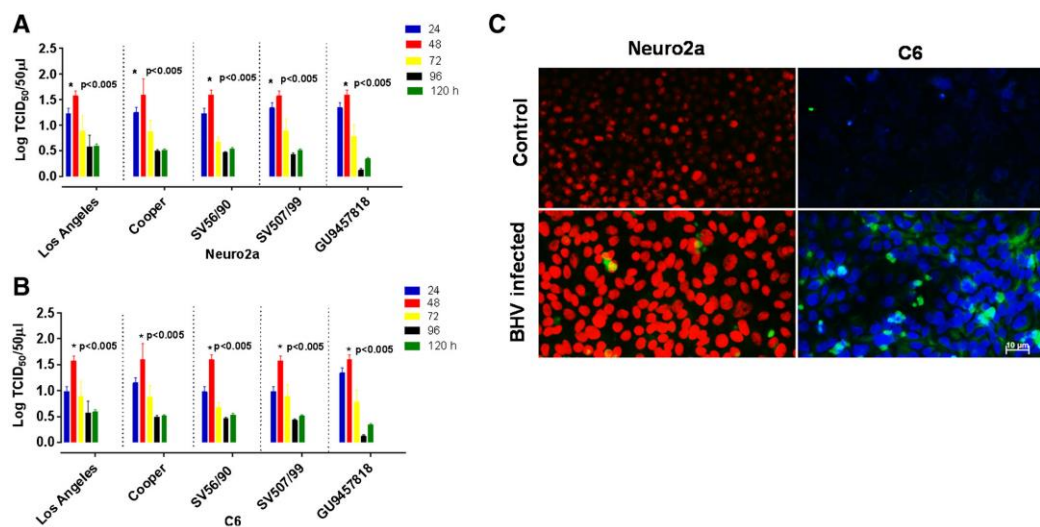 A
24
48
72
96
120 h
Log TCID50/50µl
2.5
2.0
1.5
1.0
0.5
0.0
* p<0.005
* p<0.005
* p<0.005
* p<0.005
* p<0.005
Los Angeles
Cooper
SV56/90
SV507/99
GU9457818
Neuro2a
B
24
48
72
96
120 h
Log TCID50/50µl
2.5
2.0
1.5
1.0
0.5
0.0
* p<0.005
* p<0.005
* p<0.005
* p<0.005
* p<0.005
Los Angeles
Cooper
SV56/90
SV507/99
GU9457818
C6
C
Neuro2a
C6
Control
BHV infected
10 µm